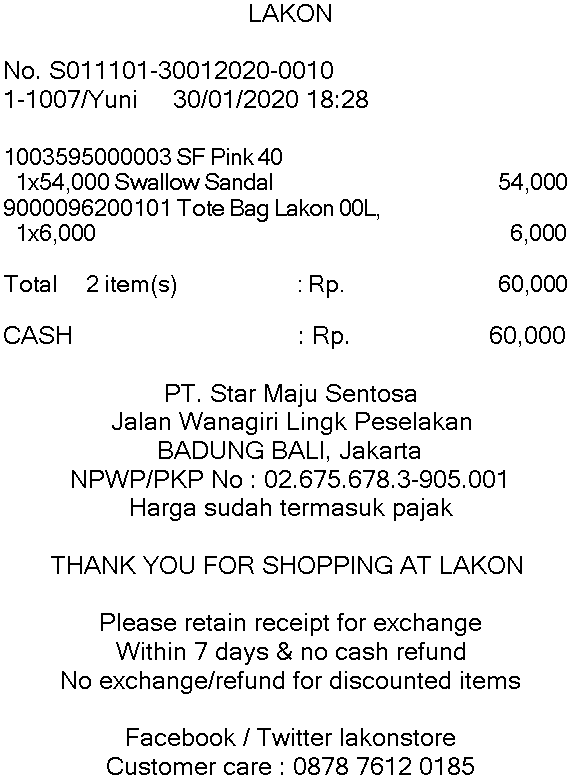 LAKON
No. S011101-30012020-0010
1-1007/Yuni 30/01/2020 18:28
1003595000003 SF Pink 40
1x54,000 Swallow Sandal 54,000
9000096200101 Tote Bag Lakon 00L,
1x6,000 6,000
Total 2 item(s) : Rp. 60,000
CASH : Rp. 60,000
PT. Star Maju Sentosa
Jalan Wanagiri Lingk Peselakan
BADUNG BALI, Jakarta
NPWP/PKP No : 02.675.678.3-905.001
Harga sudah termasuk pajak
THANK YOU FOR SHOPPING AT LAKON
Please retain receipt for exchange
Within 7 days & no cash refund
No exchange/refund for discounted items
Facebook / Twitter lakonstore
Customer care : 0878 7612 0185